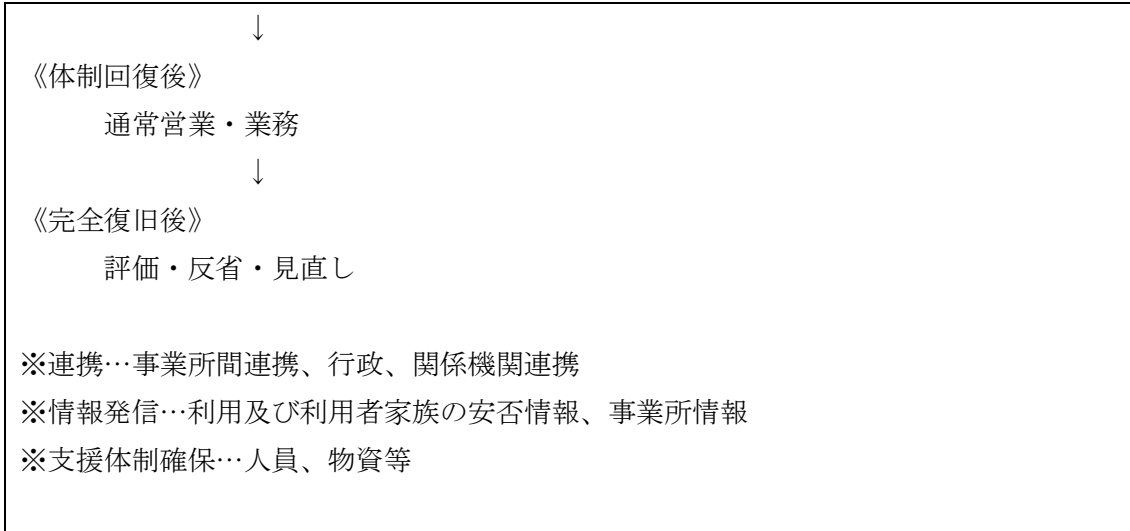 ↓
《体制回復後》
通常営業・業務
↓
《完全復旧後》
評価・反省・見直し
※連携…事業所間連携、行政、関係機関連携
※情報発信…利用及び利用者家族の安否情報、事業所情報
※支援体制確保…人員、物資等